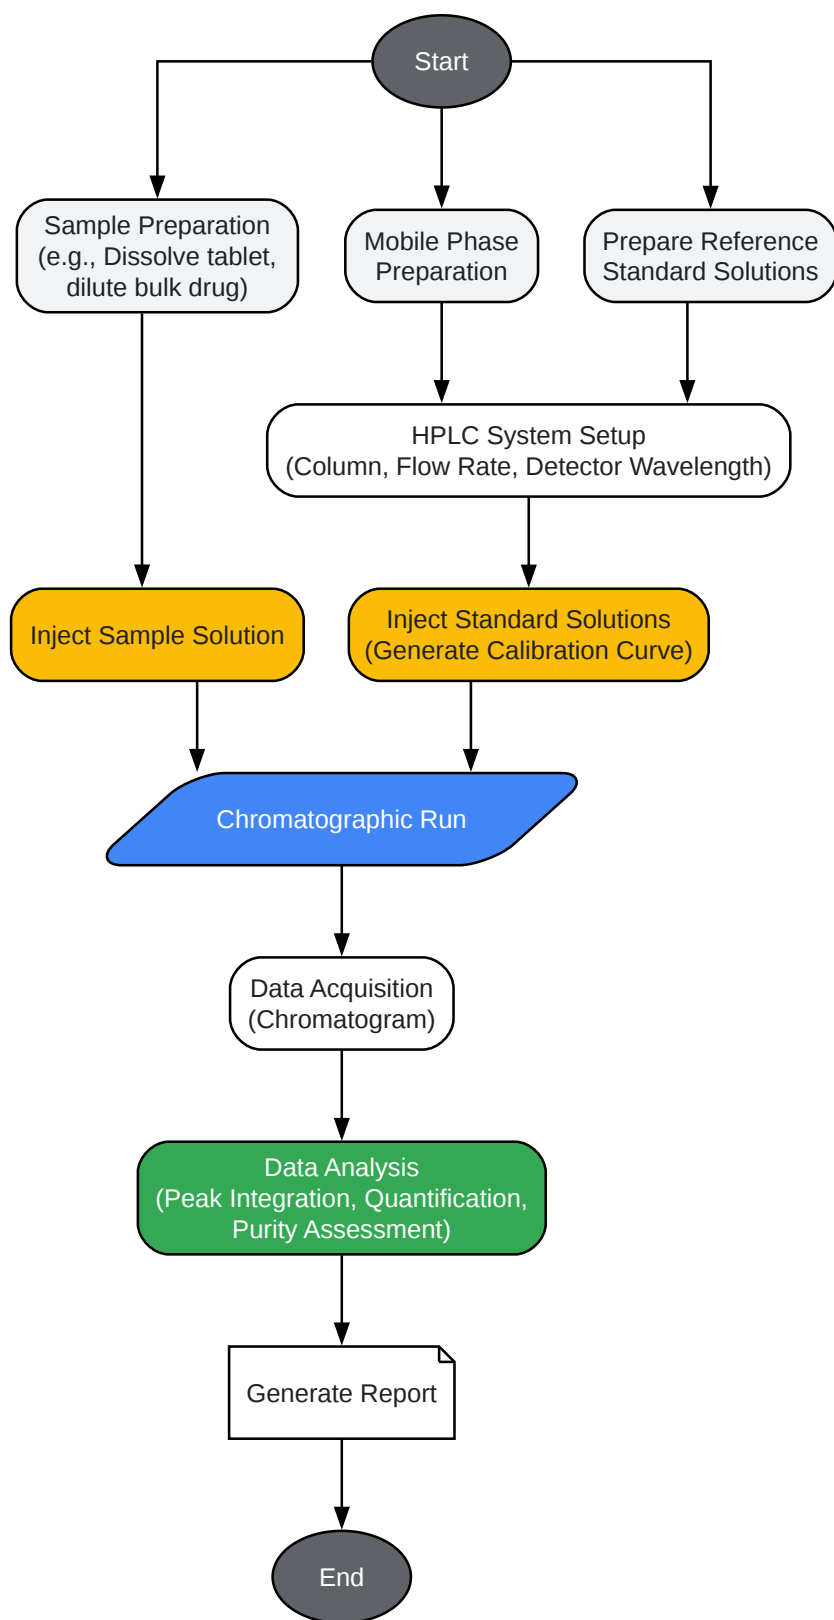 Start
Sample Preparation
(e.g., Dissolve tablet,
dilute bulk drug)
Mobile Phase
Preparation
Prepare Reference
Standard Solutions
HPLC System Setup
(Column, Flow Rate, Detector Wavelength)
Inject Sample Solution
Inject Standard Solutions
(Generate Calibration Curve)
Chromatographic Run
Data Acquisition
(Chromatogram)
Data Analysis
(Peak Integration, Quantification,
Purity Assessment)
Generate Report
End